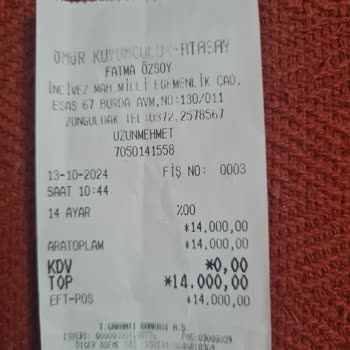 ÖMÜR KUYUMCULUK-ATASAY
FATMA ÖZSOY
İNCİVEZ MAH.MİLLİ EGEMENLİK CAD.
ESAS 67 BURDA AVM.NO:130/011
ZONGULDAK TEL:0372.2578567
UZUNMEHMET
7050141558
13-10-2024 FİŞ NO: 0003
SAAT 10:44
14 AYAR %00
*14.000,00
ARATOPLAM *14.000,00
KDV *0,00
TOP *14.000,00
EFT-POS *14.000,00
T.GARANTI BANKASI A.Ş.